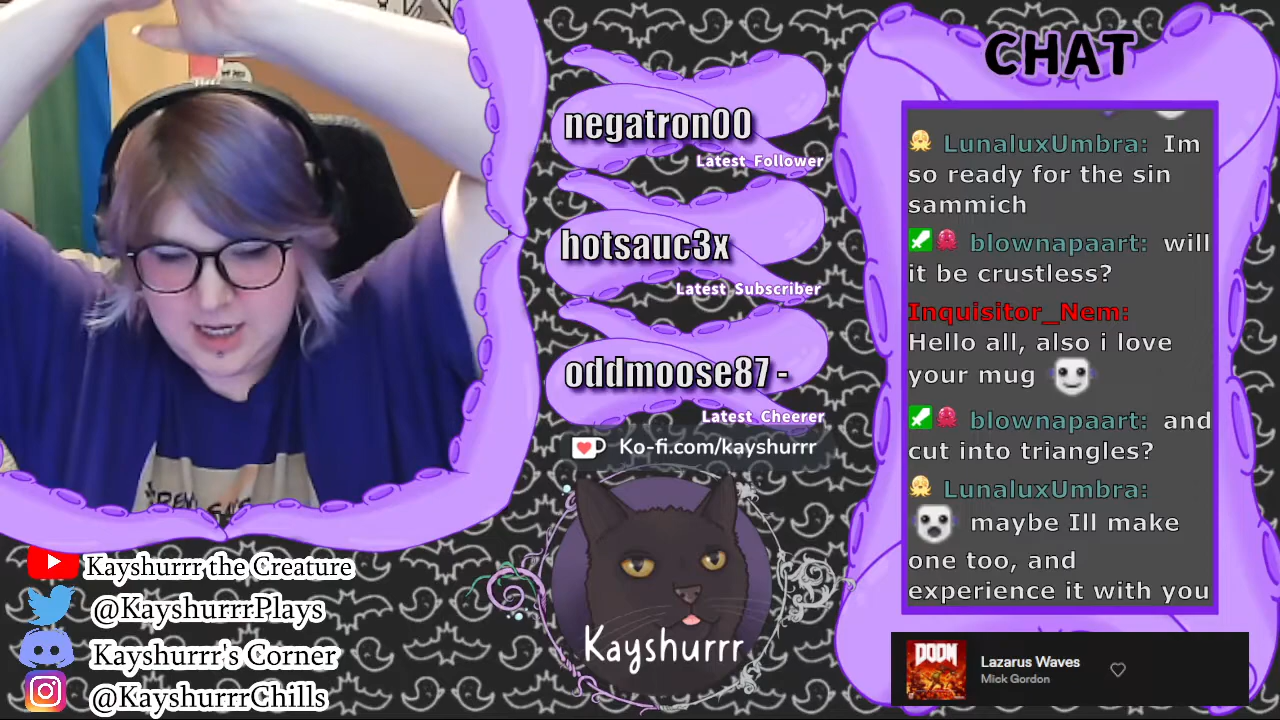 negatron00
Latest Follower
hotsauc3x
Latest Subscriber
oddmoose87 -
Latest Cheerer
Ko-fi.com/kayshurrr
Kayshurrr
Kayshurrr the Creature
@KayshurrrPlays
Kayshurrr's Corner
@KayshurrrChills
CHAT
LunaluxUmbra: Im
so ready for the sin
sammich
blownapaart: will
it be crustless?
Inquisitor_Nem:
Hello all, also i love
your mug
blownapaart: and
cut into triangles?
LunaluxUmbra:
maybe Ill make
one too, and
experience it with you
DOOM
Lazarus Waves
Mick Gordon